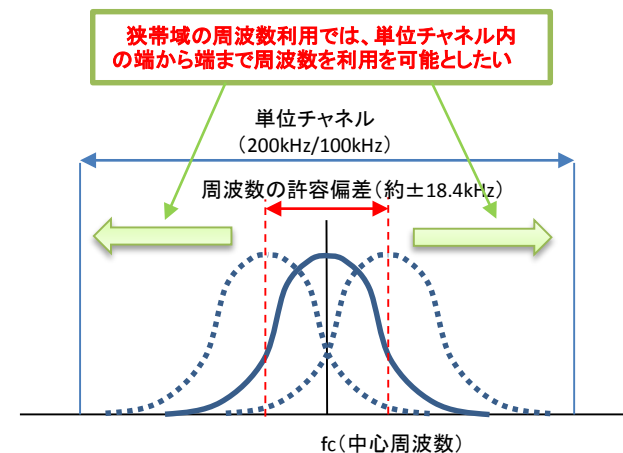 狭帯域の周波数利用では、単位チャネル内
の端から端まで周波数を利用を可能としたい
単位チャネル
（200kHz/100kHz）
周波数の許容偏差（約±18.4kHz）
fc（中心周波数）